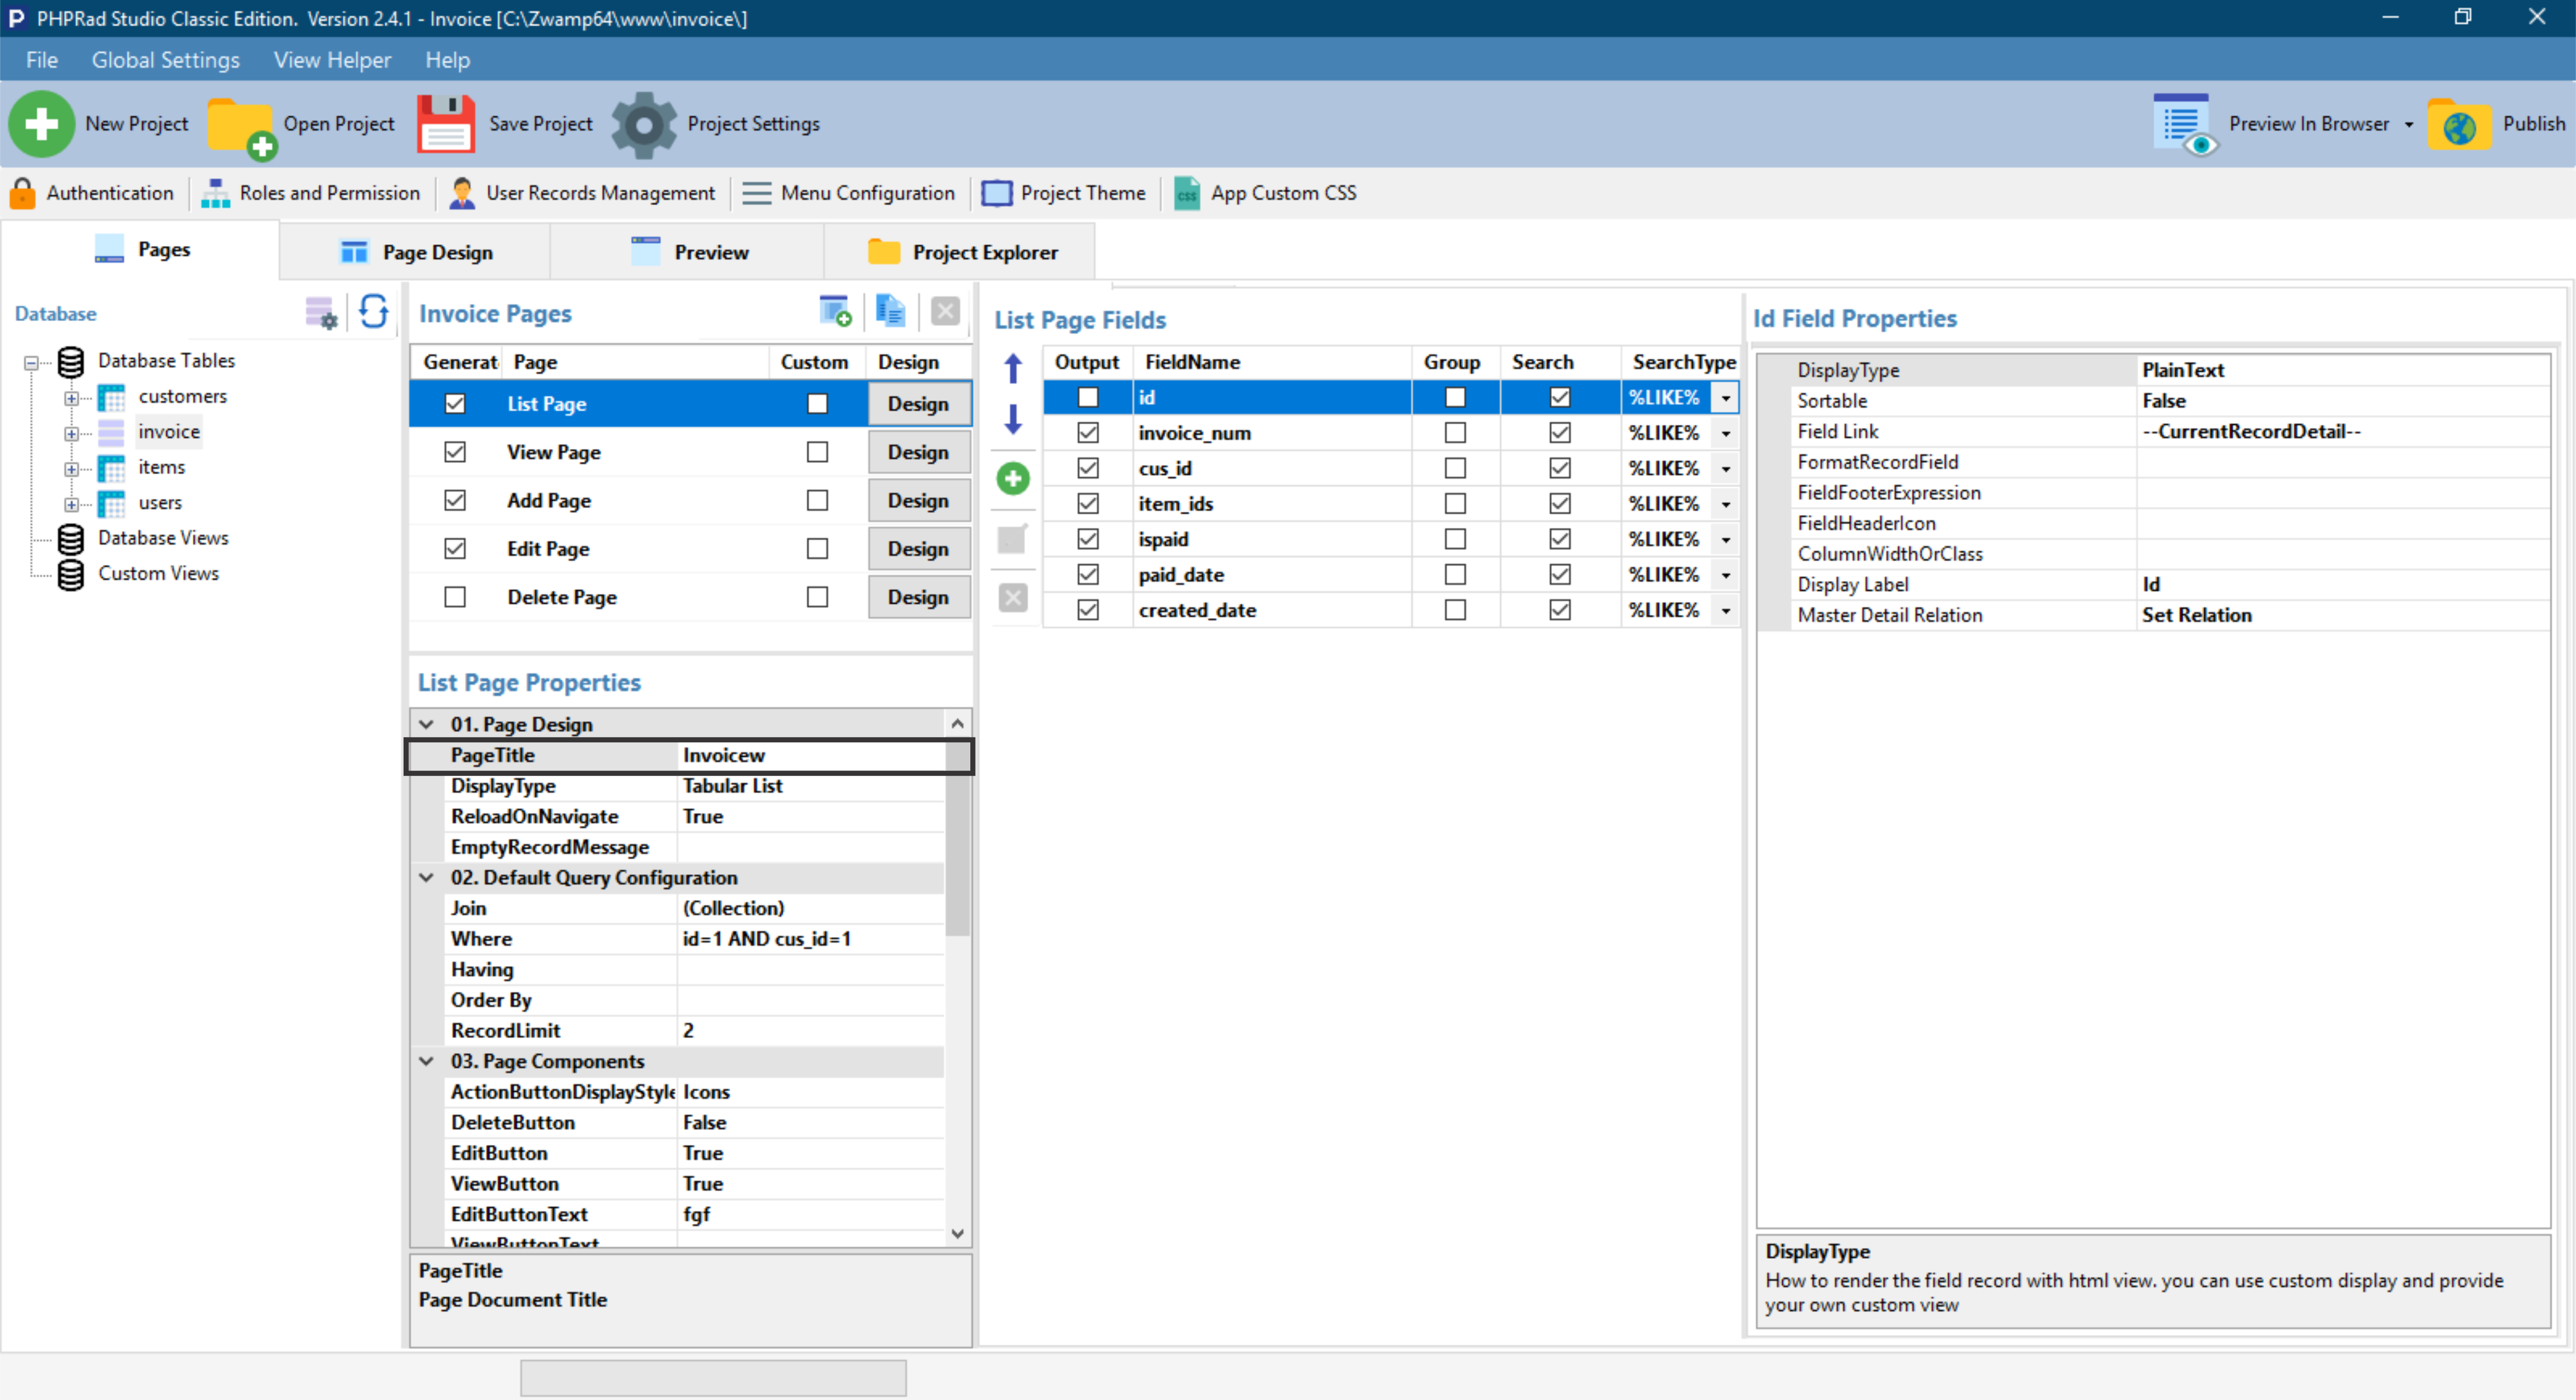 PHPRad Studio Classic Edition. Version 2.4.1 - Invoice [C:\Zwamp64\www\invoice\]
File Global Settings View Helper Help
New Project Open Project Save Project Project Settings Preview In Browser Publish
Authentication Roles and Permission User Records Management Menu Configuration Project Theme App Custom CSS
Pages Page Design Preview Project Explorer
Database
Database Tables
customers
invoice
items
users
Database Views
Custom Views
Invoice Pages
Generat Page Custom Design
List Page Design
View Page Design
Add Page Design
Edit Page Design
Delete Page Design
List Page Properties
01. Page Design
PageTitle Invoicew
DisplayType Tabular List
ReloadOnNavigate True
EmptyRecordMessage
02. Default Query Configuration
Join (Collection)
Where id=1 AND cus_id=1
Having
Order By
RecordLimit 2
03. Page Components
ActionButtonDisplayStyle Icons
DeleteButton False
EditButton True
ViewButton True
EditButtonText fgf
ViewButtonText
PageTitle
Page Document Title
List Page Fields
Output FieldName Group Search SearchType
id %LIKE%
invoice_num %LIKE%
cus_id %LIKE%
item_ids %LIKE%
ispaid %LIKE%
paid_date %LIKE%
created_date %LIKE%
Id Field Properties
DisplayType PlainText
Sortable False
Field Link --CurrentRecordDetail--
FormatRecordField
FieldFooterExpression
FieldHeaderIcon
ColumnWidthOrClass
Display Label Id
Master Detail Relation Set Relation
DisplayType
How to render the field record with html view. you can use custom display and provide
your own custom view